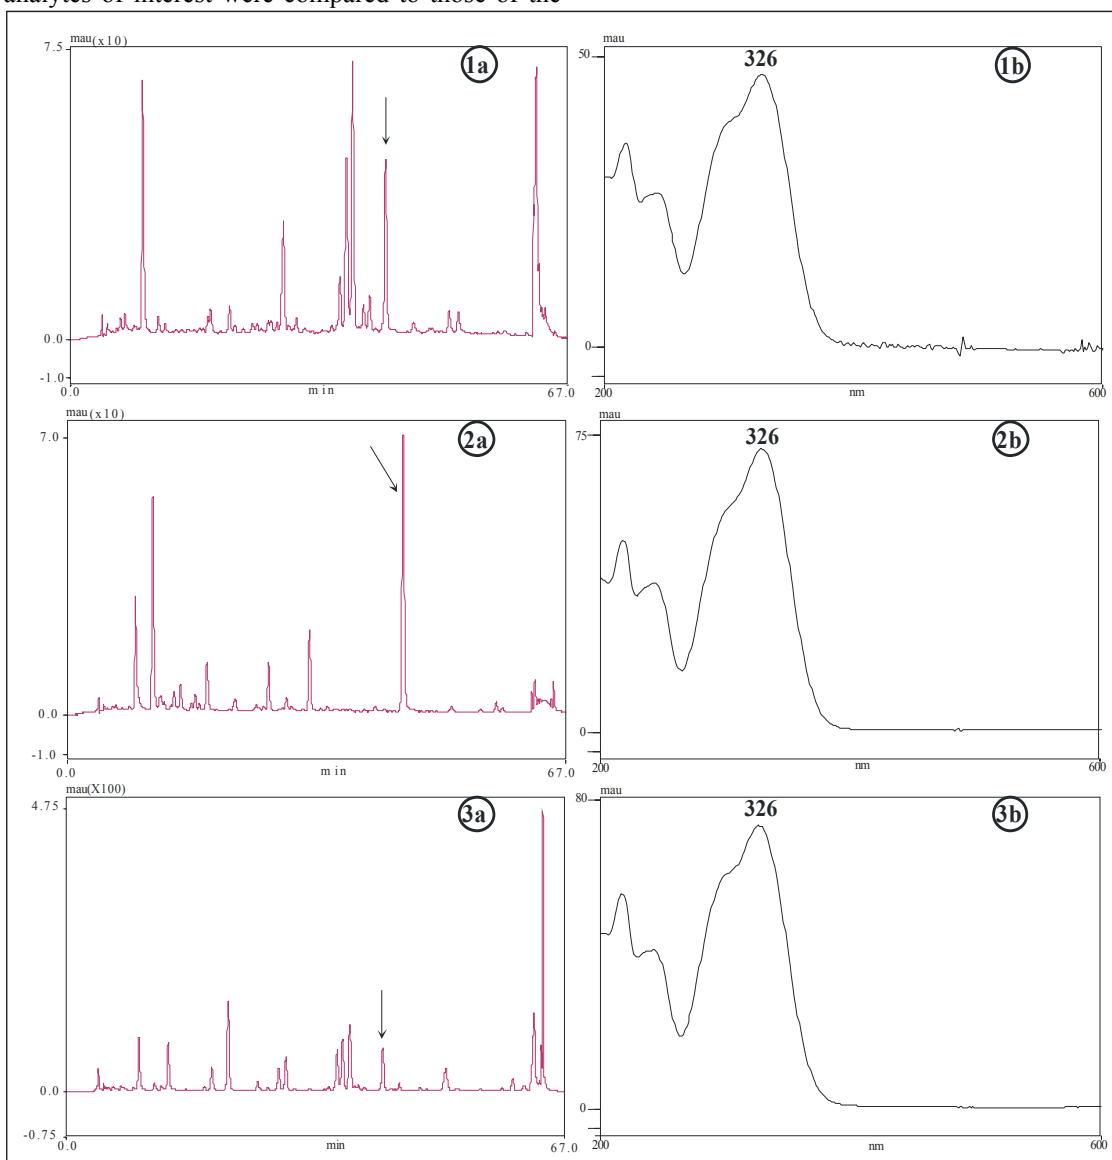 analytes of interest were compared to those of the
mau(x10)
7.5
1a
0.0
-1.0
0.0
min
67.0
mau
50
326
1b
0
200
nm
600
mau(x10)
7.0
2a
0.0
-1.0
0.0
min
67.0
mau
75
326
2b
0
200
nm
600
mau(X100)
4.75
3a
0.0
-0.75
0.0
min
67.0
mau
80
326
3b
0
200
nm
600